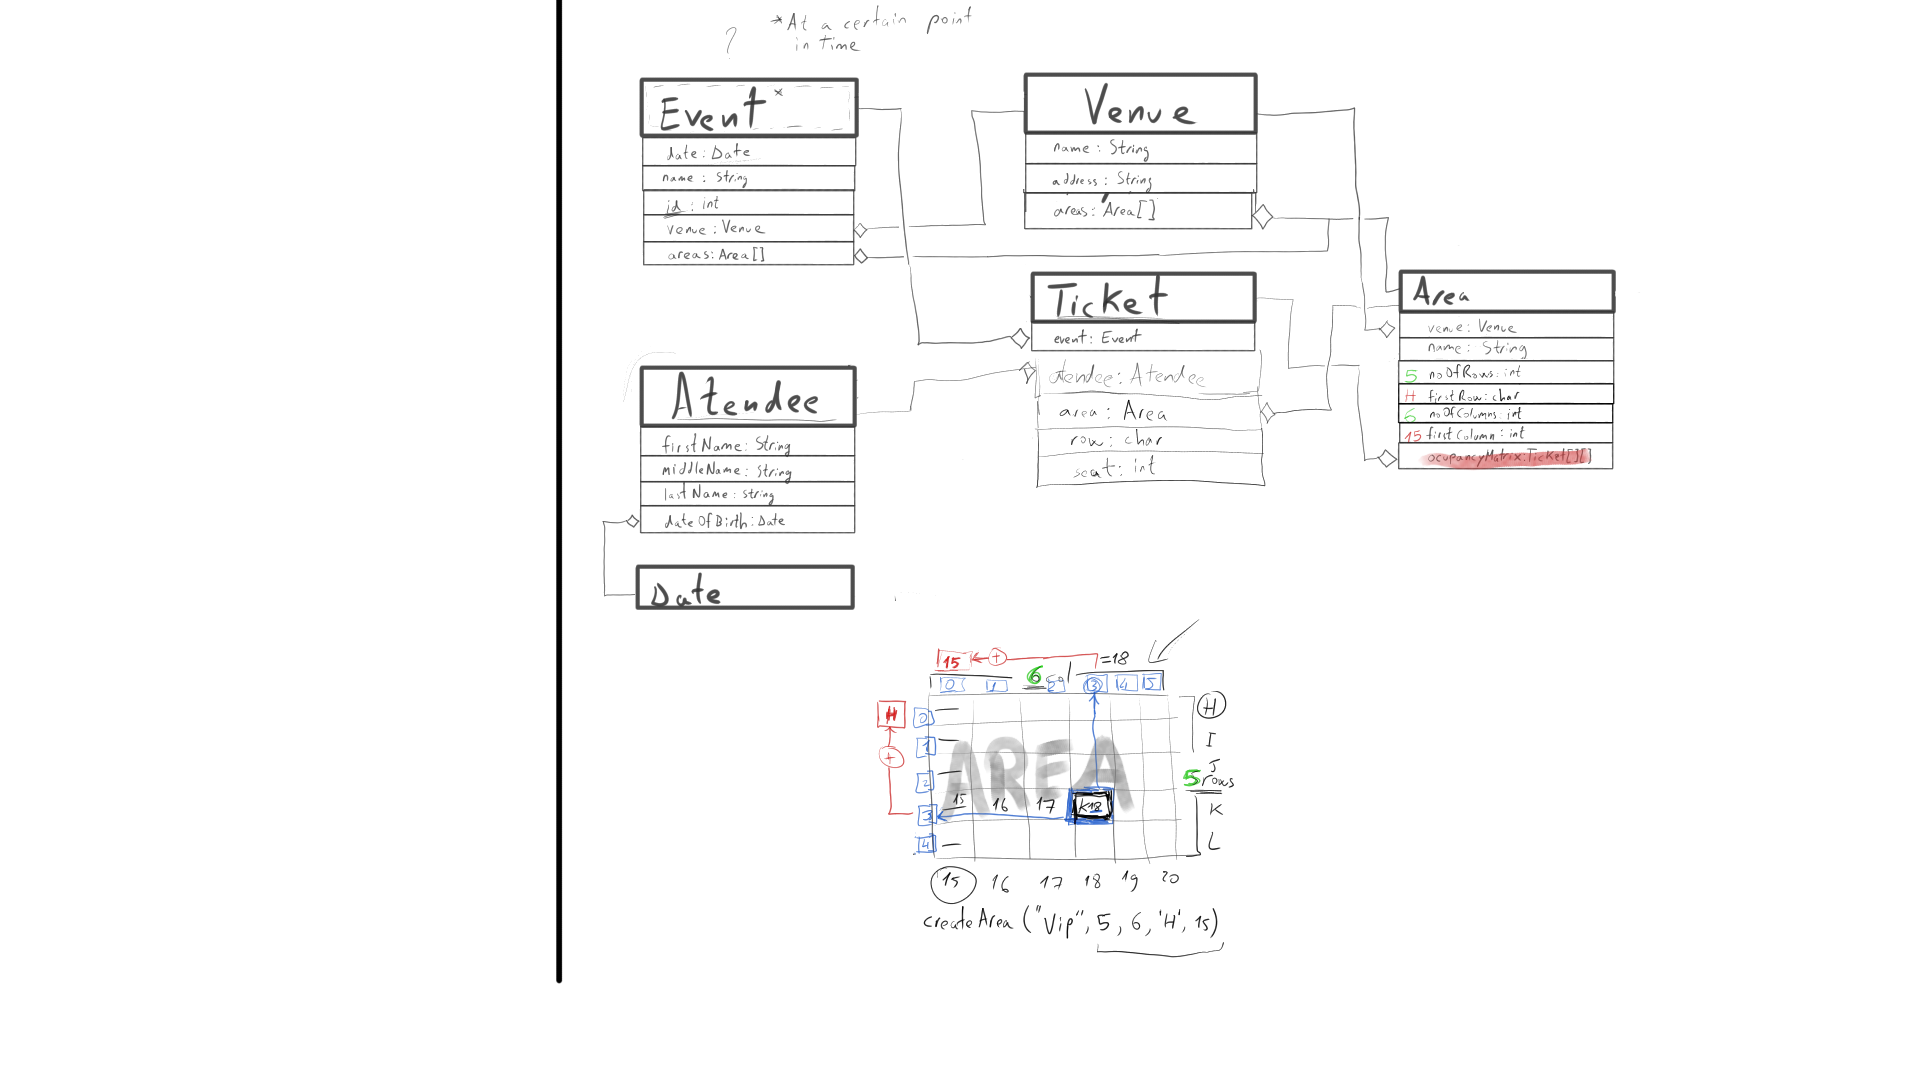 ?
*At a certain point
in time
Event*
date: Date
name: String
id: int
venue: Venue
areas: Area[]
Venue
name: String
address: String
areas: Area[]
Ticket
event: Event
atendee: Atendee
area: Area
row: char
seat: int
Area
venue: Venue
name: String
5 noOfRows: int
H firstRow: char
6 noOfColumns: int
15 firstColumn: int
ocupancyMatrix: Ticket[][]
Atendee
firstName: String
middleName: String
lastName: String
dateOfBirth: Date
Date
15 + =18
6
0 1 2 3 4 5
H 0 H
1 I
+
AREA
J
2 5 rows
3 15 16 17 K18 K
4 L
15 16 17 18 19 20
createArea ("Vip", 5, 6, 'H', 15)